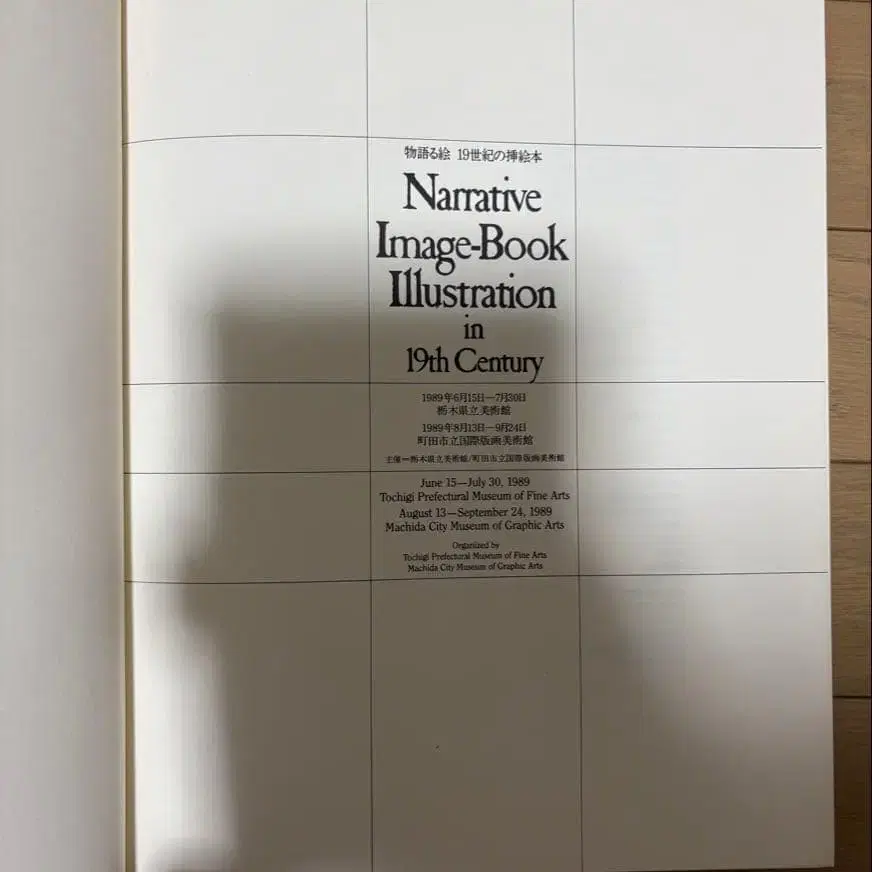 物語る絵 19世紀の挿絵本
Narrative
Image-Book
Illustration
in
19th Century
1989年6月15日—7月30日
栃木県立美術館
1989年8月13日—9月24日
町田市立国際版画美術館
主催—栃木県立美術館/町田市立国際版画美術館
June 15—July 30, 1989
Tochigi Prefectural Museum of Fine Arts
August 13—September 24, 1989
Machida City Museum of Graphic Arts
Organized by
Tochigi Prefectural Museum of Fine Arts
Machida City Museum of Graphic Arts